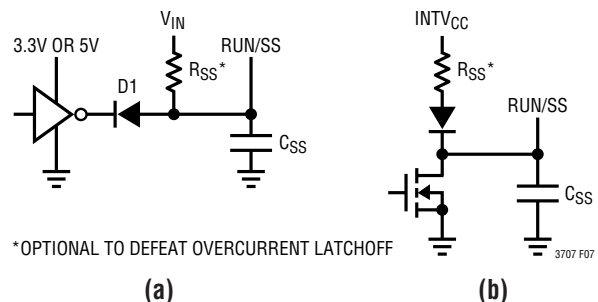 V_IN
INTV_CC
3.3V OR 5V
RUN/SS
D1
R_SS*
R_SS*
RUN/SS
C_SS
C_SS
*OPTIONAL TO DEFEAT OVERCURRENT LATCHOFF
3707 F07
(a)
(b)